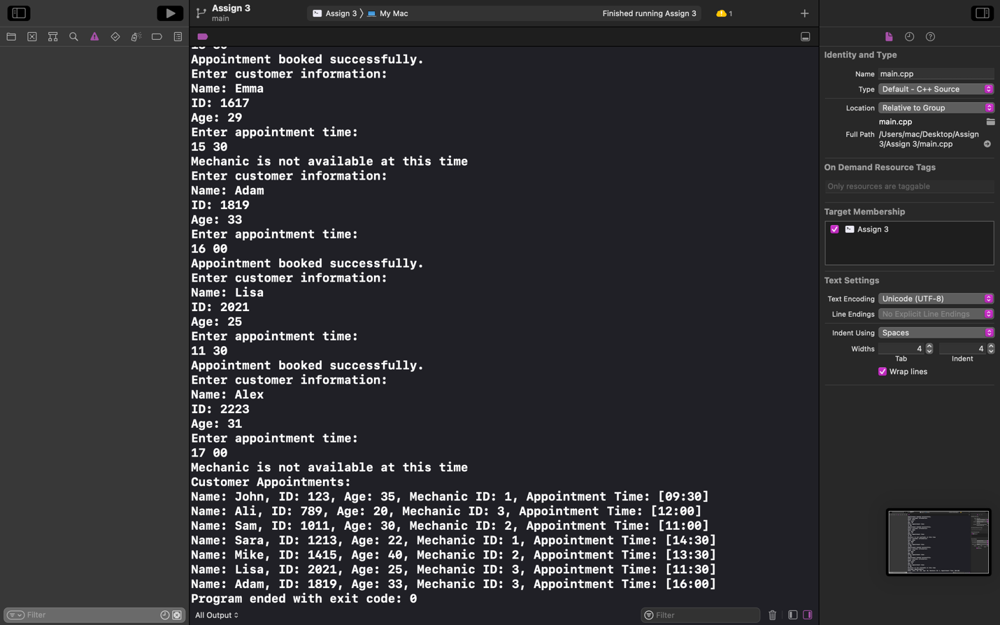 Assign 3
main
Assign 3 〉 My Mac
Finished running Assign 3
1
Appointment booked successfully.
Enter customer information:
Name: Emma
ID: 1617
Age: 29
Enter appointment time:
15 30
Mechanic is not available at this time
Enter customer information:
Name: Adam
ID: 1819
Age: 33
Enter appointment time:
16 00
Appointment booked successfully.
Enter customer information:
Name: Lisa
ID: 2021
Age: 25
Enter appointment time:
11 30
Appointment booked successfully.
Enter customer information:
Name: Alex
ID: 2223
Age: 31
Enter appointment time:
17 00
Mechanic is not available at this time
Customer Appointments:
Name: John, ID: 123, Age: 35, Mechanic ID: 1, Appointment Time: [09:30]
Name: Ali, ID: 789, Age: 20, Mechanic ID: 3, Appointment Time: [12:00]
Name: Sam, ID: 1011, Age: 30, Mechanic ID: 2, Appointment Time: [11:00]
Name: Sara, ID: 1213, Age: 22, Mechanic ID: 1, Appointment Time: [14:30]
Name: Mike, ID: 1415, Age: 40, Mechanic ID: 2, Appointment Time: [13:30]
Name: Lisa, ID: 2021, Age: 25, Mechanic ID: 3, Appointment Time: [11:30]
Name: Adam, ID: 1819, Age: 33, Mechanic ID: 3, Appointment Time: [16:00]
Program ended with exit code: 0
Filter
All Output
Filter
Identity and Type
Name main.cpp
Type Default - C++ Source
Location Relative to Group
main.cpp
Full Path /Users/mac/Desktop/Assign
3/Assign 3/main.cpp
On Demand Resource Tags
Only resources are taggable
Target Membership
Assign 3
Text Settings
Text Encoding Unicode (UTF-8)
Line Endings No Explicit Line Endings
Indent Using Spaces
Widths 4 4
Tab Indent
Wrap lines